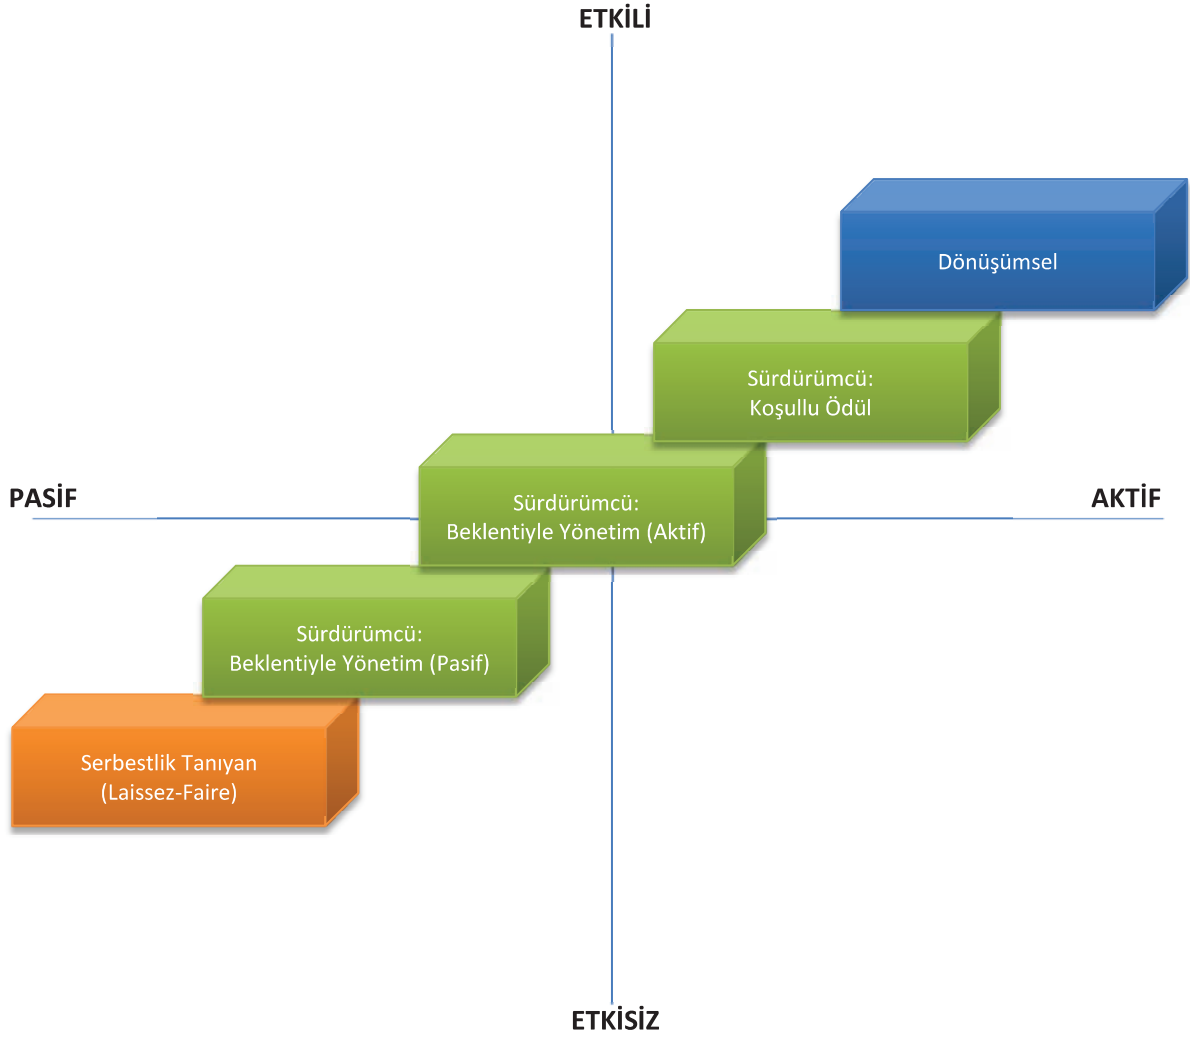 ETKİLİ
Dönüşümsel
Sürdürümcü:
Koşullu Ödül
PASİF
AKTİF
Sürdürümcü:
Beklentiyle Yönetim (Aktif)
Sürdürümcü:
Beklentiyle Yönetim (Pasif)
Serbestlik Tanıyan
(Laissez-Faire)
ETKİSİZ